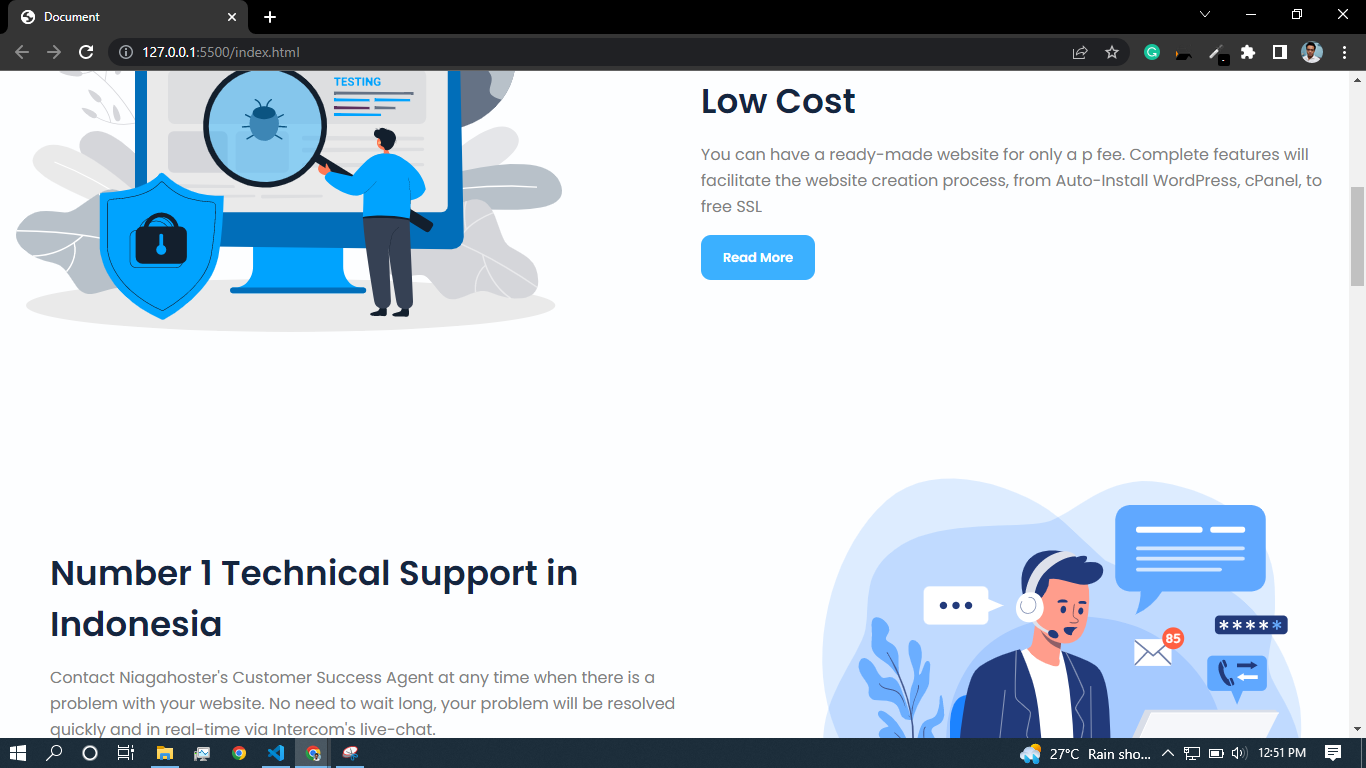 Document
127.0.0.1:5500/index.html
TESTING
Low Cost
You can have a ready-made website for only a p fee. Complete features will
facilitate the website creation process, from Auto-Install WordPress, cPanel, to
free SSL
Read More
Number 1 Technical Support in
Indonesia
Contact Niagahoster's Customer Success Agent at any time when there is a
problem with your website. No need to wait long, your problem will be resolved
quickly and in real-time via Intercom's live-chat.
85
*****
27°C Rain sho...
12:51 PM